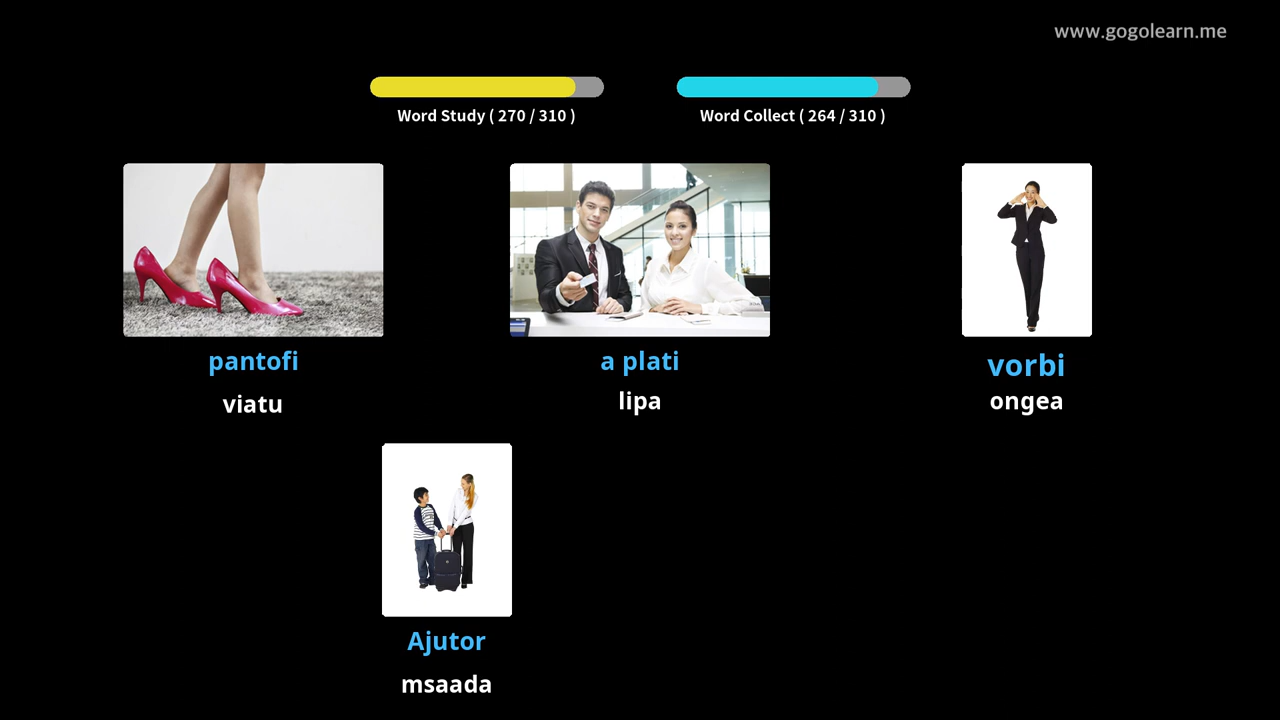 www.gogolearn.me
Word Study ( 270 / 310 )
Word Collect ( 264 / 310 )
pantofi
a plati
vorbi
viatu
lipa
ongea
Ajutor
msaada